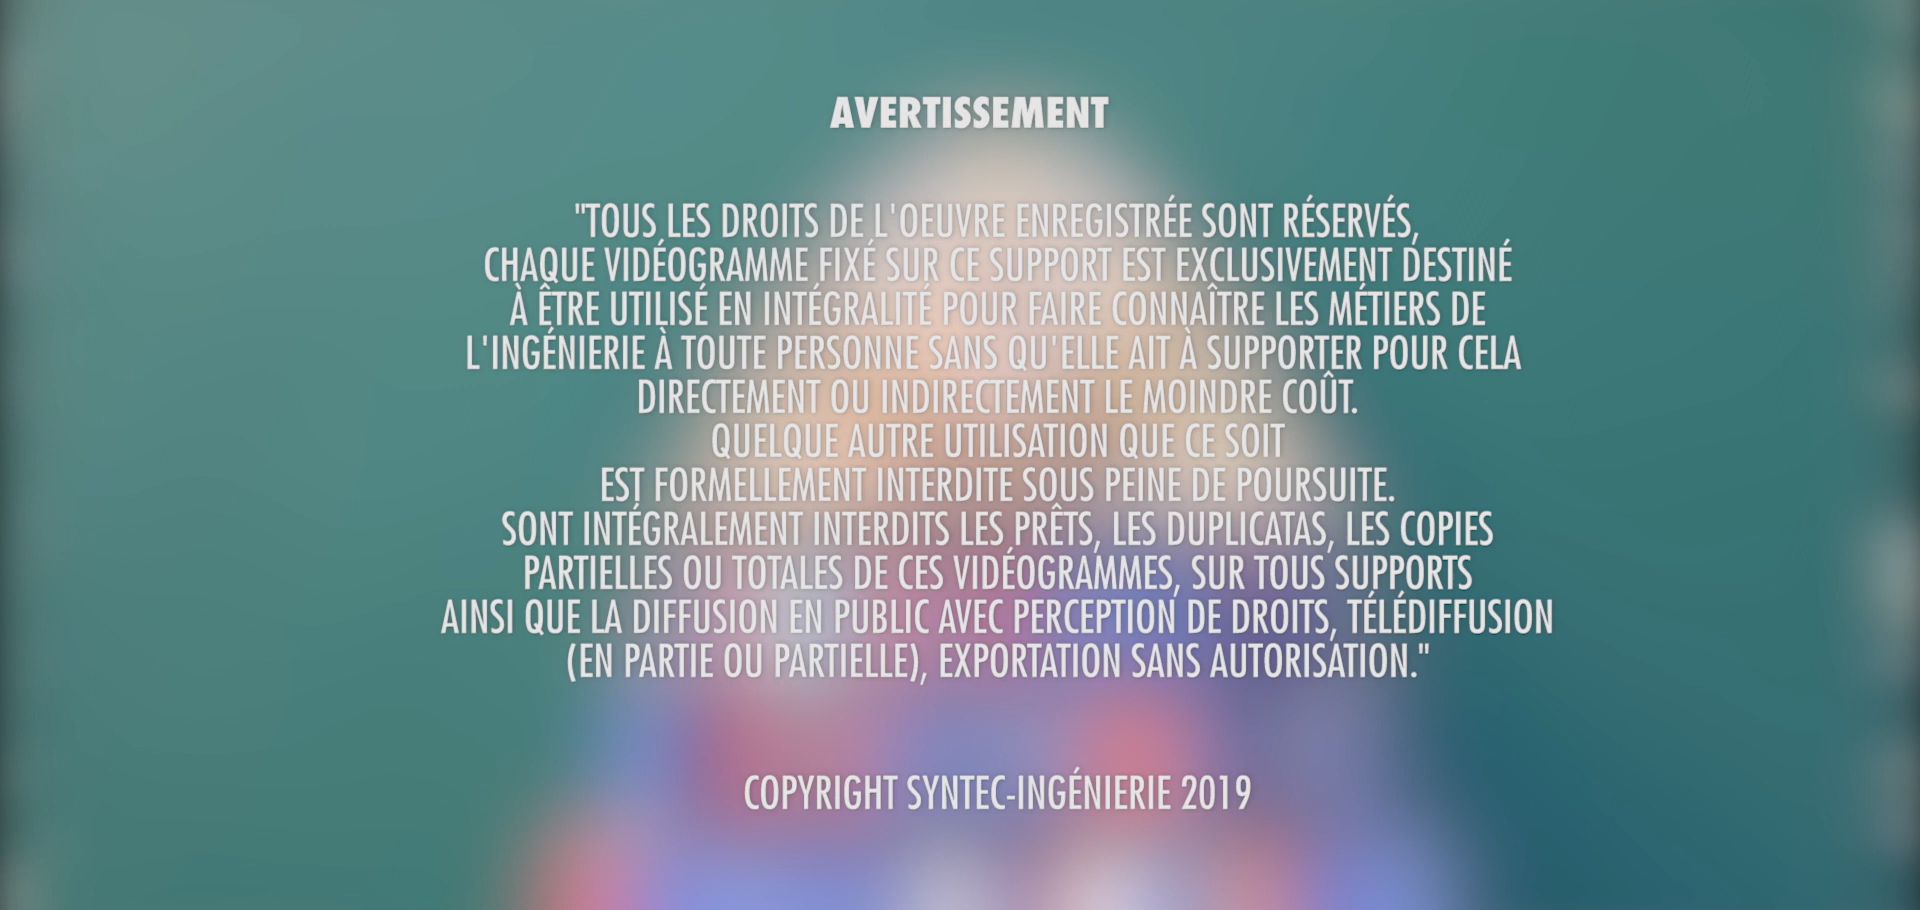 AVERTISSEMENT
"TOUS LES DROITS DE L'OEUVRE ENREGISTRÉE SONT RÉSERVÉS,
CHAQUE VIDÉOGRAMME FIXÉ SUR CE SUPPORT EST EXCLUSIVEMENT DESTINÉ
À ÊTRE UTILISÉ EN INTÉGRALITÉ POUR FAIRE CONNAÎTRE LES MÉTIERS DE
L'INGÉNIERIE À TOUTE PERSONNE SANS QU'ELLE AIT À SUPPORTER POUR CELA
DIRECTEMENT OU INDIRECTEMENT LE MOINDRE COÛT.
QUELQUE AUTRE UTILISATION QUE CE SOIT
EST FORMELLEMENT INTERDITE SOUS PEINE DE POURSUITE.
SONT INTÉGRALEMENT INTERDITS LES PRÊTS, LES DUPLICATAS, LES COPIES
PARTIELLES OU TOTALES DE CES VIDÉOGRAMMES, SUR TOUS SUPPORTS
AINSI QUE LA DIFFUSION EN PUBLIC AVEC PERCEPTION DE DROITS, TÉLÉDIFFUSION
(EN PARTIE OU PARTIELLE), EXPORTATION SANS AUTORISATION."
COPYRIGHT SYNTEC-INGÉNIERIE 2019